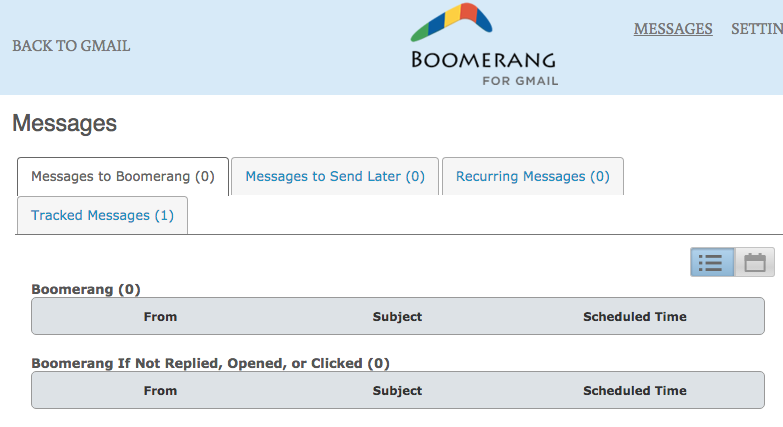 BACK TO GMAIL
BOOMERANG
FOR GMAIL
MESSAGES SETTIN
Messages
Messages to Boomerang (0) Messages to Send Later (0) Recurring Messages (0)
Tracked Messages (1)
Boomerang (0)
From Subject Scheduled Time
Boomerang If Not Replied, Opened, or Clicked (0)
From Subject Scheduled Time